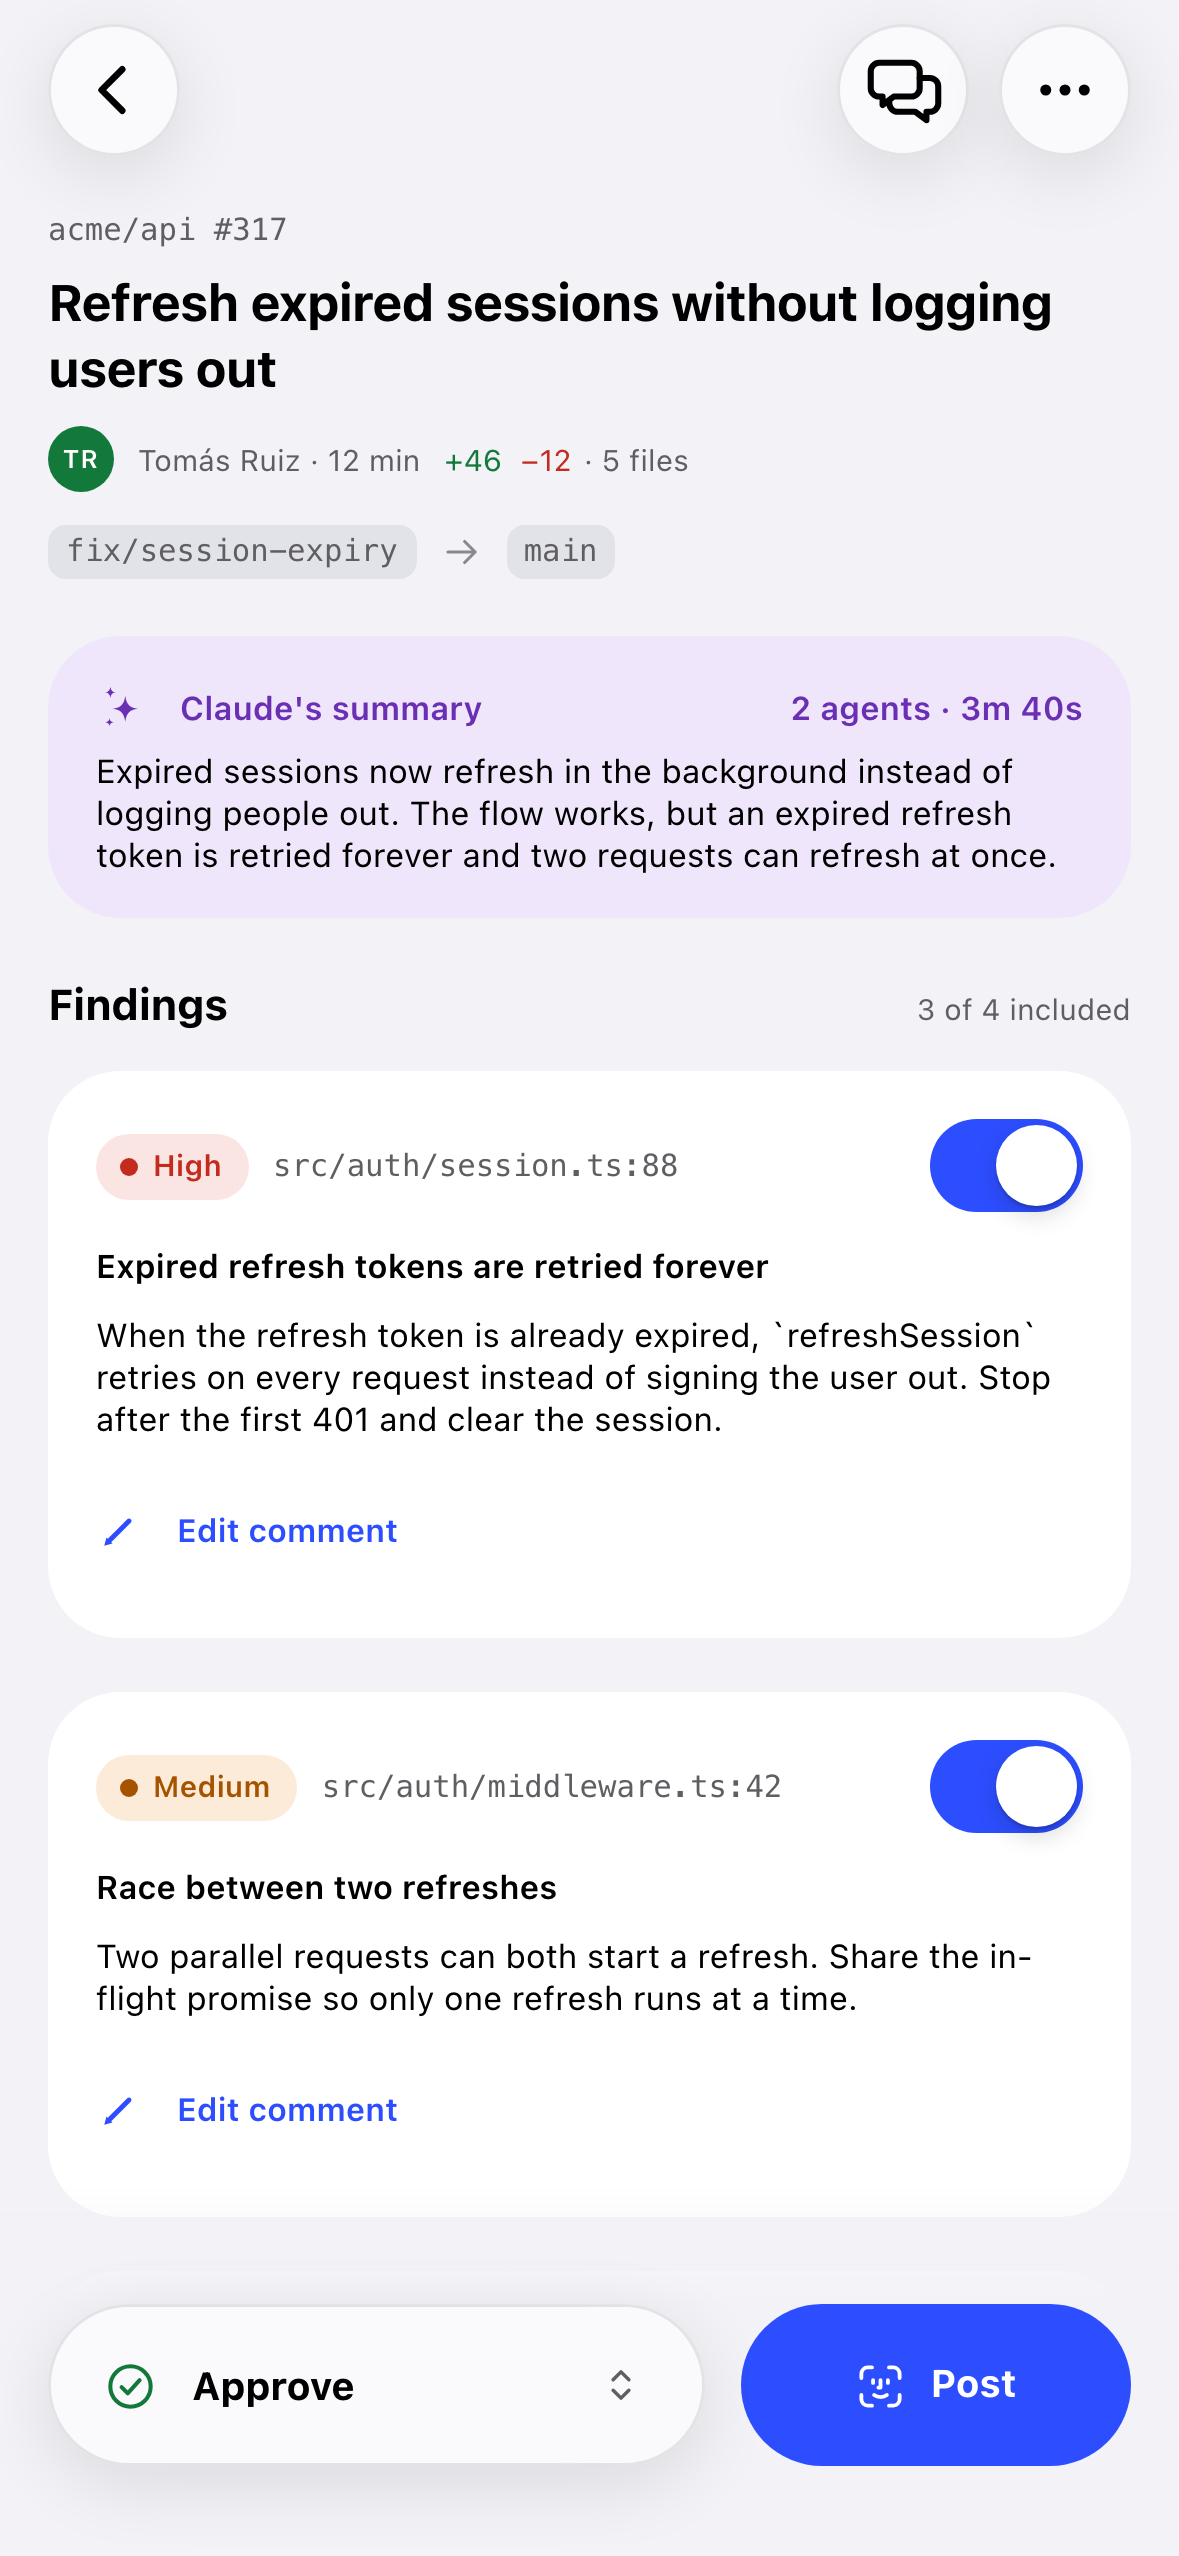 acme/api #317
Refresh expired sessions without logging
users out
TR Tomás Ruiz · 12 min +46 −12 · 5 files
fix/session-expiry → main
Claude's summary 2 agents · 3m 40s
Expired sessions now refresh in the background instead of
logging people out. The flow works, but an expired refresh
token is retried forever and two requests can refresh at once.
Findings 3 of 4 included
High src/auth/session.ts:88
Expired refresh tokens are retried forever
When the refresh token is already expired, `refreshSession`
retries on every request instead of signing the user out. Stop
after the first 401 and clear the session.
Edit comment
Medium src/auth/middleware.ts:42
Race between two refreshes
Two parallel requests can both start a refresh. Share the in-
flight promise so only one refresh runs at a time.
Edit comment
Approve Post